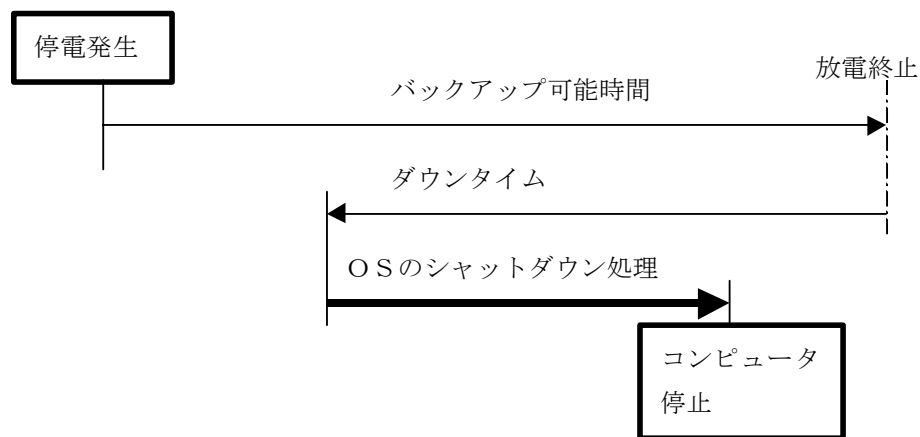 停電発生
放電終止
バックアップ可能時間
ダウンタイム
ＯＳのシャットダウン処理
コンピュータ
停止